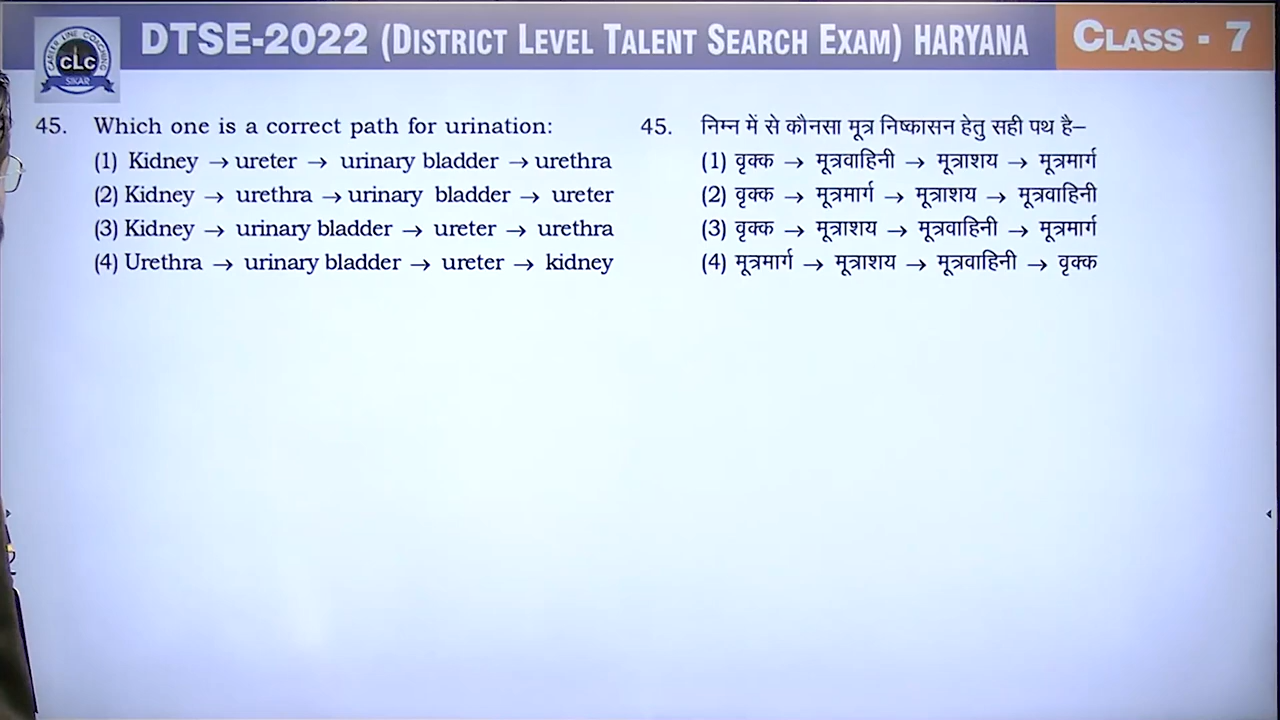 CAREER LINE COACHING
CLC
SIKAR
DTSE-2022 (DISTRICT LEVEL TALENT SEARCH EXAM) HARYANA
CLASS - 7
45. Which one is a correct path for urination:
(1) Kidney → ureter → urinary bladder → urethra
(2) Kidney → urethra → urinary bladder → ureter
(3) Kidney → urinary bladder → ureter → urethra
(4) Urethra → urinary bladder → ureter → kidney
45. निम्न में से कौनसा मूत्र निष्कासन हेतु सही पथ है–
(1) वृक्क → मूत्रवाहिनी → मूत्राशय → मूत्रमार्ग
(2) वृक्क → मूत्रमार्ग → मूत्राशय → मूत्रवाहिनी
(3) वृक्क → मूत्राशय → मूत्रवाहिनी → मूत्रमार्ग
(4) मूत्रमार्ग → मूत्राशय → मूत्रवाहिनी → वृक्क